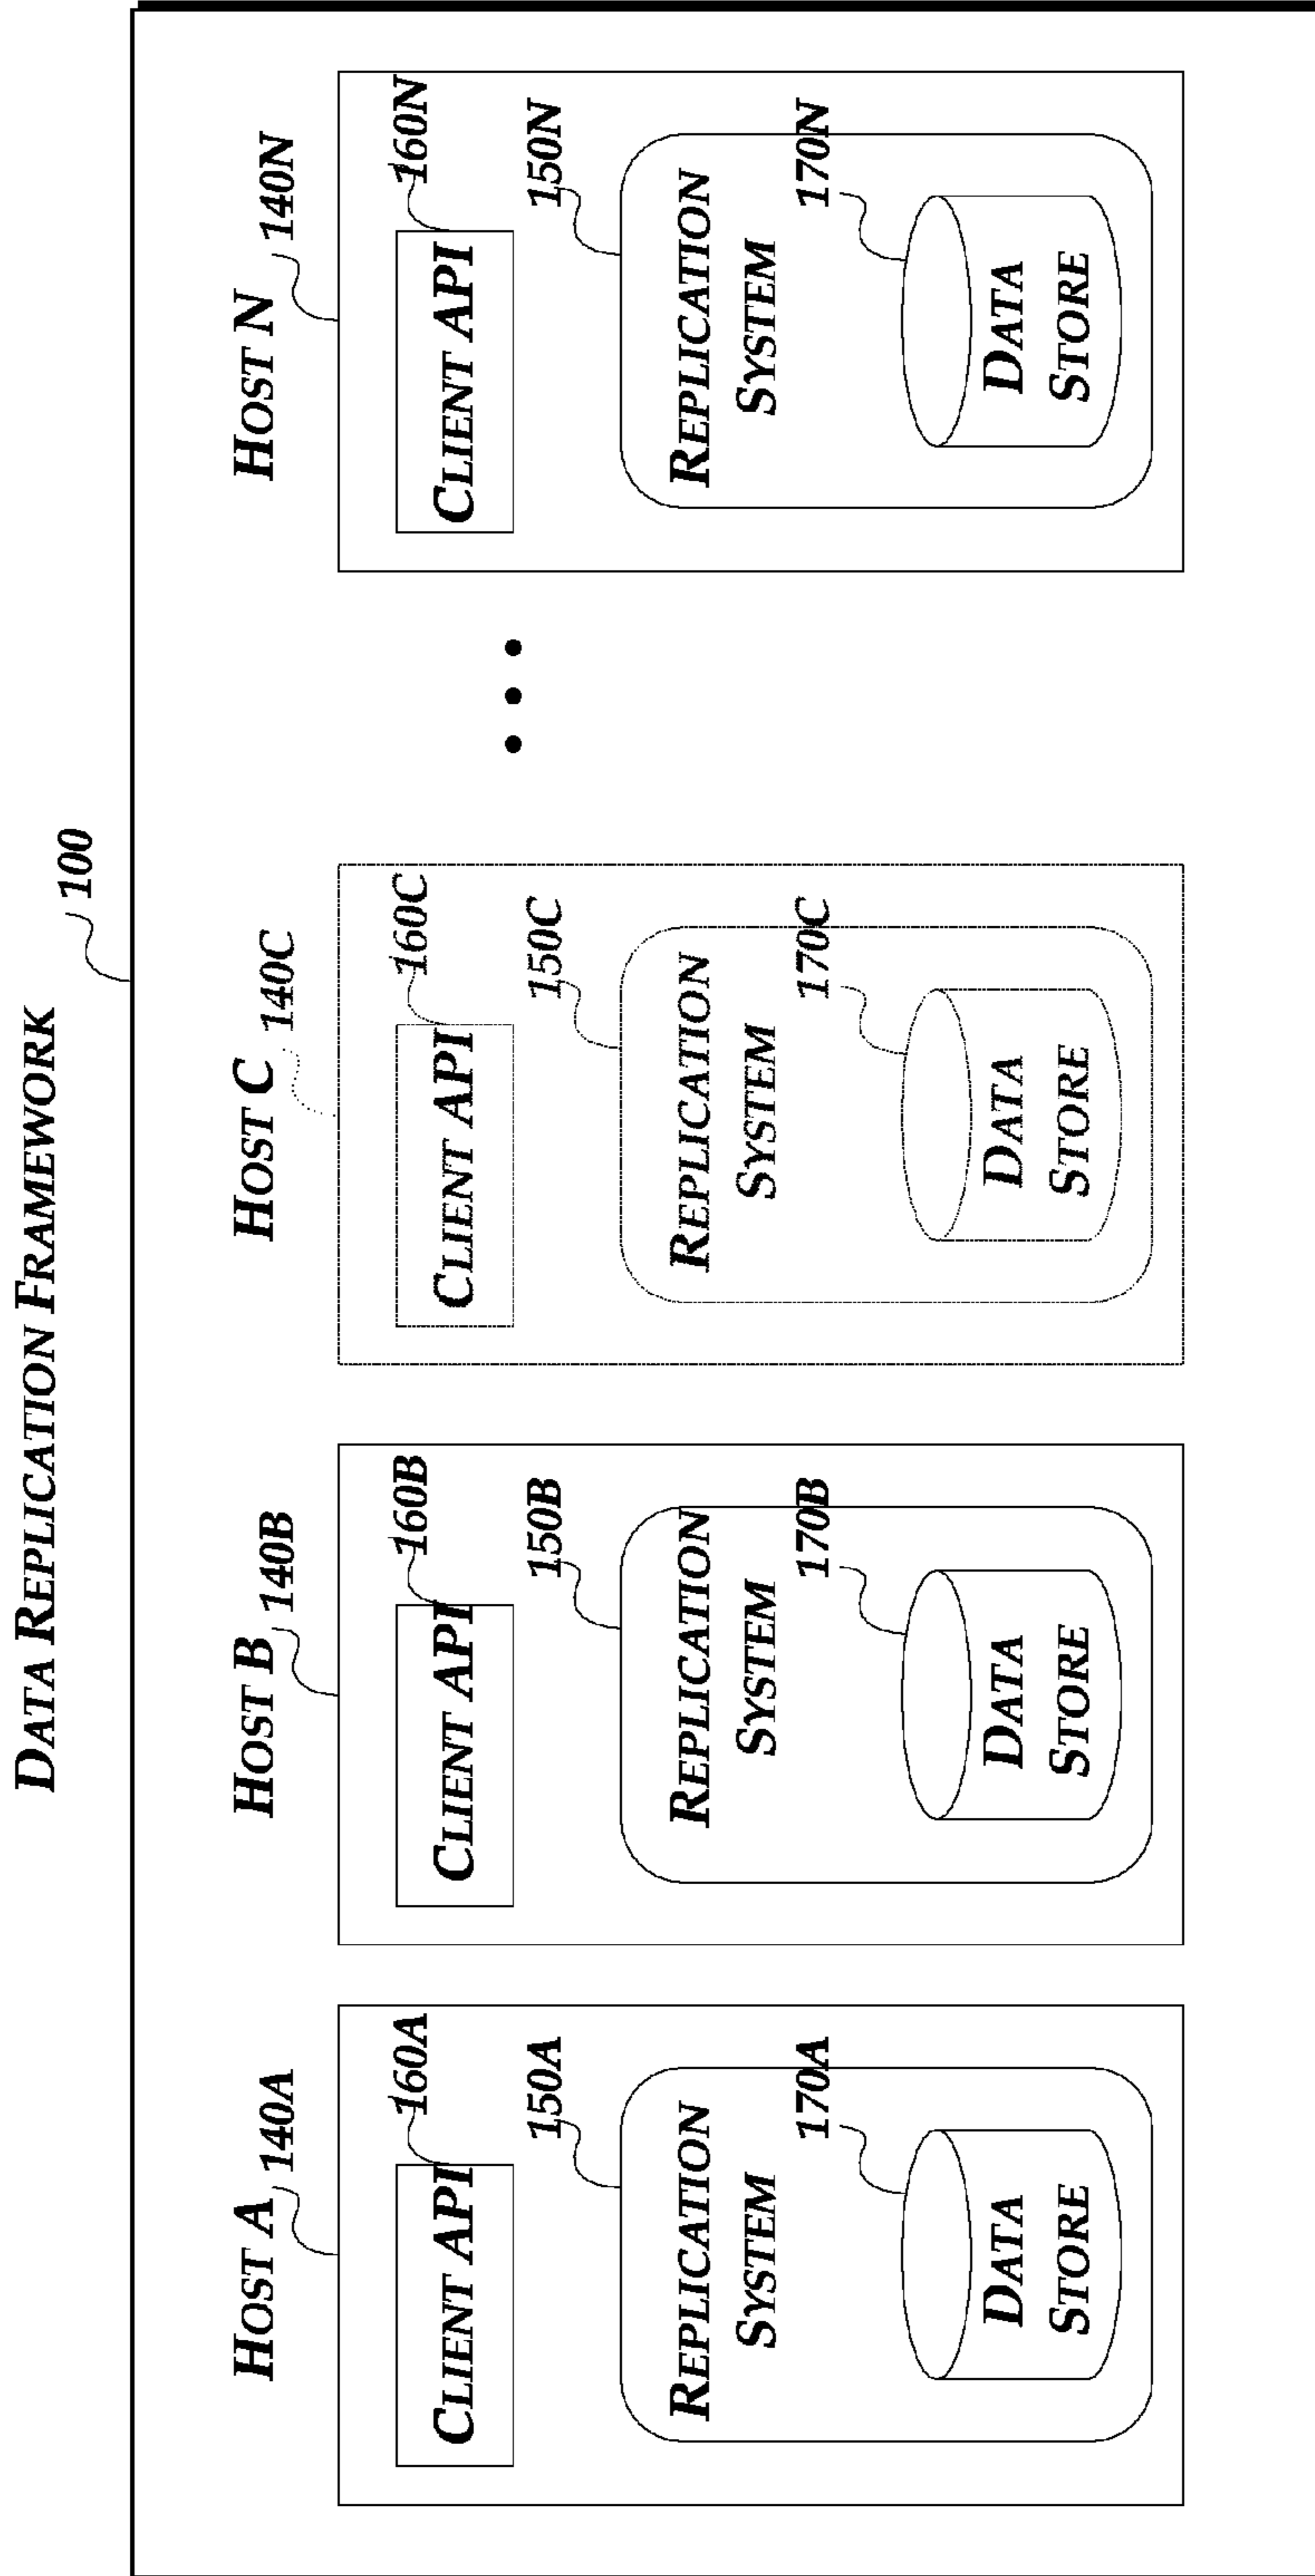 DATA REPLICATION FRAMEWORK
100
HOST A
140A
CLIENT API
160A
150A
REPLICATION
SYSTEM
170A
DATA
STORE
HOST B
140B
CLIENT API
160B
150B
REPLICATION
SYSTEM
170B
DATA
STORE
HOST C
140C
CLIENT API
160C
150C
REPLICATION
SYSTEM
170C
DATA
STORE
HOST N
140N
CLIENT API
160N
150N
REPLICATION
SYSTEM
170N
DATA
STORE